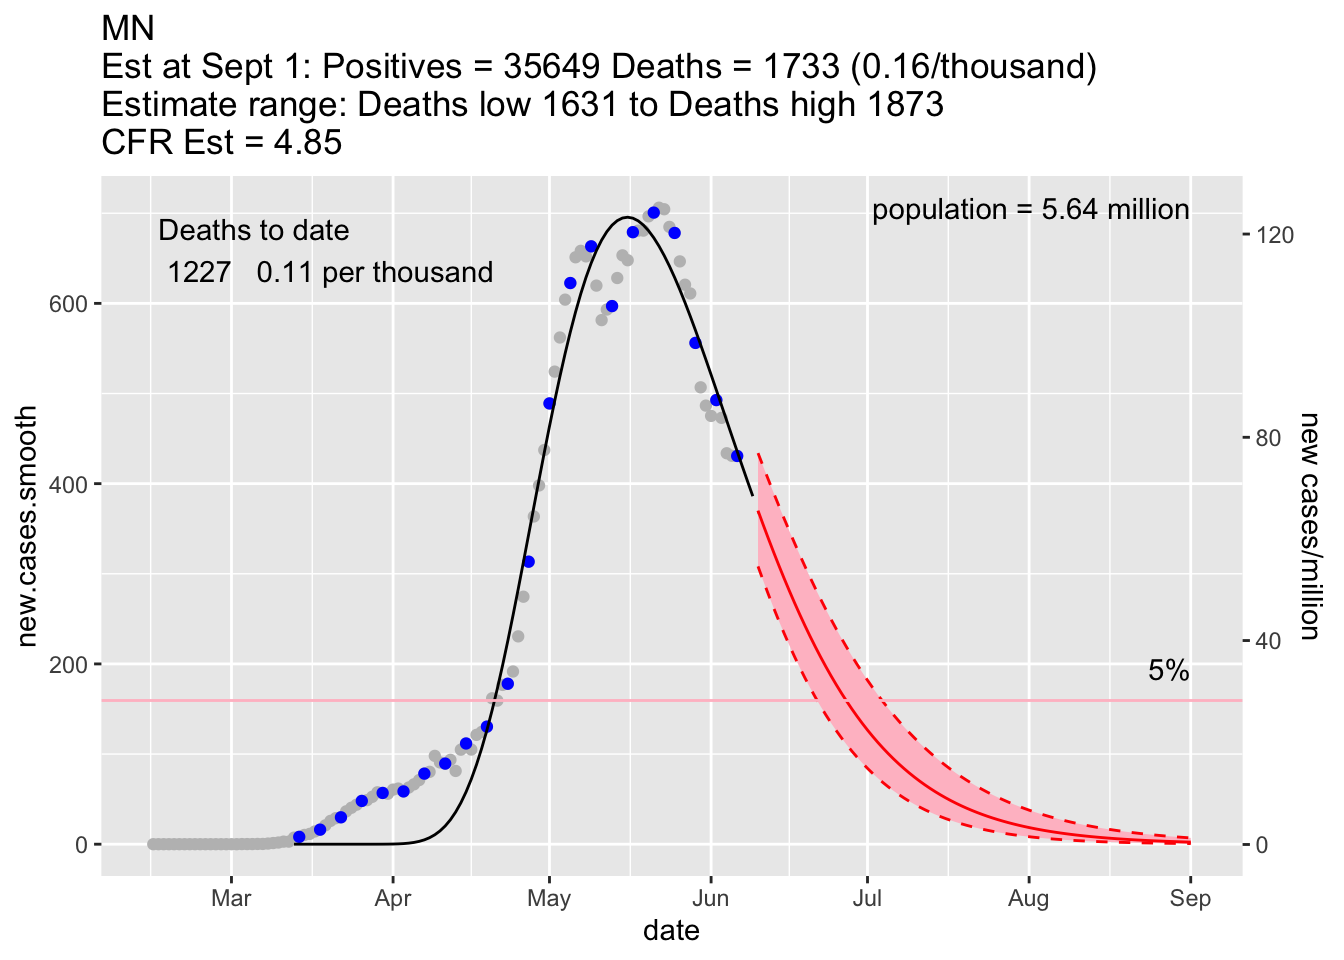 MN
Est at Sept 1: Positives = 35649 Deaths = 1733 (0.16/thousand)
Estimate range: Deaths low 1631 to Deaths high 1873
CFR Est = 4.85
Deaths to date
1227 0.11 per thousand
population = 5.64 million
5%
new.cases.smooth
600
400
200
0
120
80
40
0
new cases/million
Mar Apr May Jun Jul Aug Sep
date